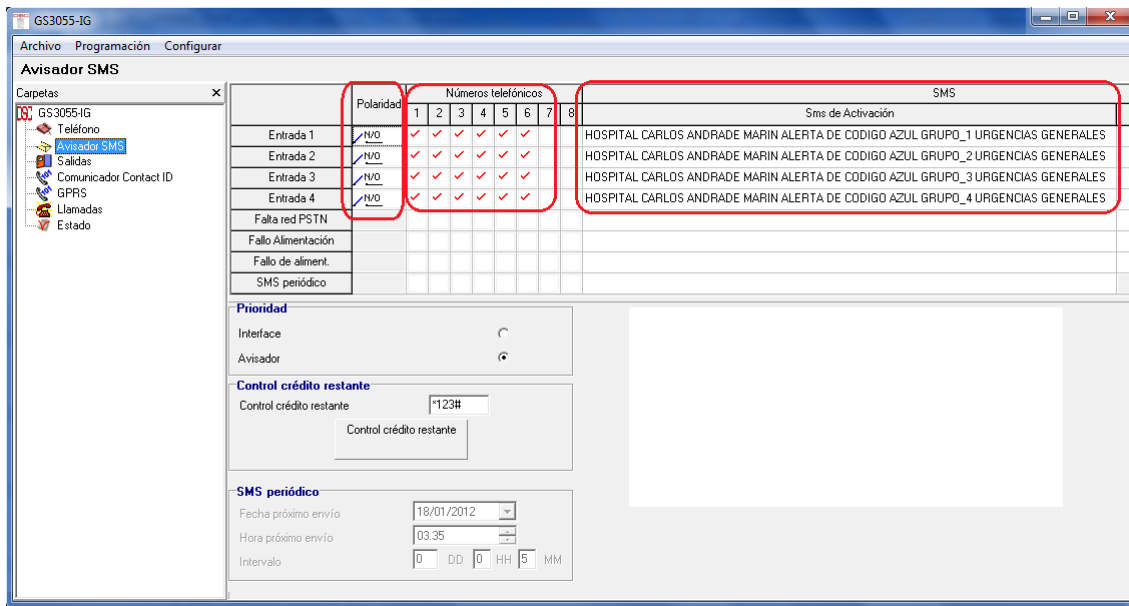 GS3055-IG
Archivo Programación Configurar
Avisador SMS
Carpetas
GS3055-IG
Teléfono
Avisador SMS
Salidas
Comunicador Contact ID
GPRS
Llamadas
Estado
Polaridad Números telefónicos SMS
1 2 3 4 5 6 7 8 Sms de Activación
Entrada 1 N/O HOSPITAL CARLOS ANDRADE MARIN ALERTA DE CODIGO AZUL GRUPO_1 URGENCIAS GENERALES
Entrada 2 N/O HOSPITAL CARLOS ANDRADE MARIN ALERTA DE CODIGO AZUL GRUPO_2 URGENCIAS GENERALES
Entrada 3 N/O HOSPITAL CARLOS ANDRADE MARIN ALERTA DE CODIGO AZUL GRUPO_3 URGENCIAS GENERALES
Entrada 4 N/O HOSPITAL CARLOS ANDRADE MARIN ALERTA DE CODIGO AZUL GRUPO_4 URGENCIAS GENERALES
Falta red PSTN
Fallo Alimentación
Fallo de aliment.
SMS periódico
Prioridad
Interface
Avisador
Control crédito restante
Control crédito restante *123#
Control crédito restante
SMS periódico
Fecha próximo envío 18/01/2012
Hora próximo envío 03.35
Intervalo 0 DD 0 HH 5 MM